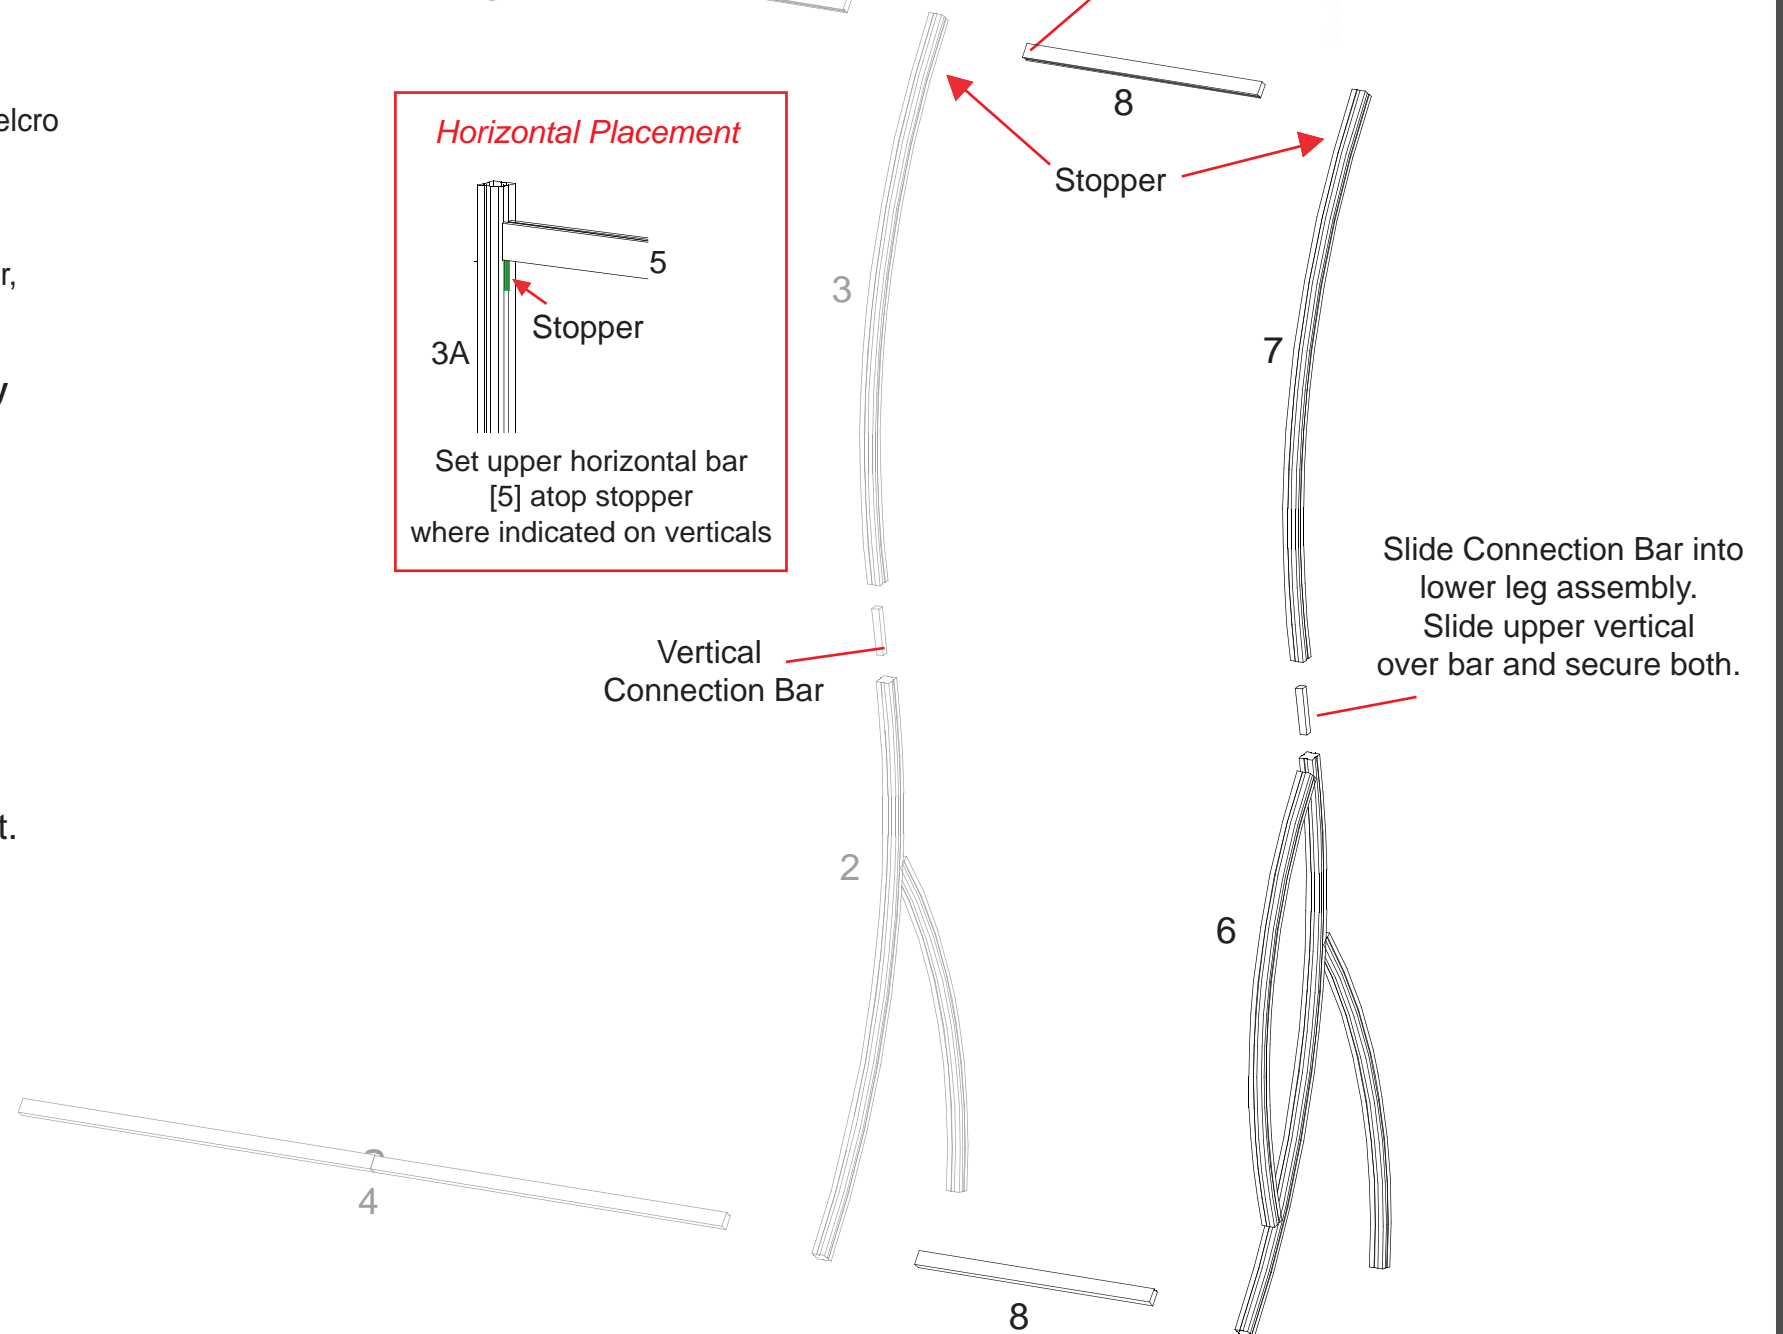 elcro
r,
y
t.
Horizontal Placement
5
Stopper
3A
Set upper horizontal bar
[5] atop stopper
where indicated on verticals
8
Stopper
3
7
Vertical
Connection Bar
Slide Connection Bar into
lower leg assembly.
Slide upper vertical
over bar and secure both.
2
6
4
8